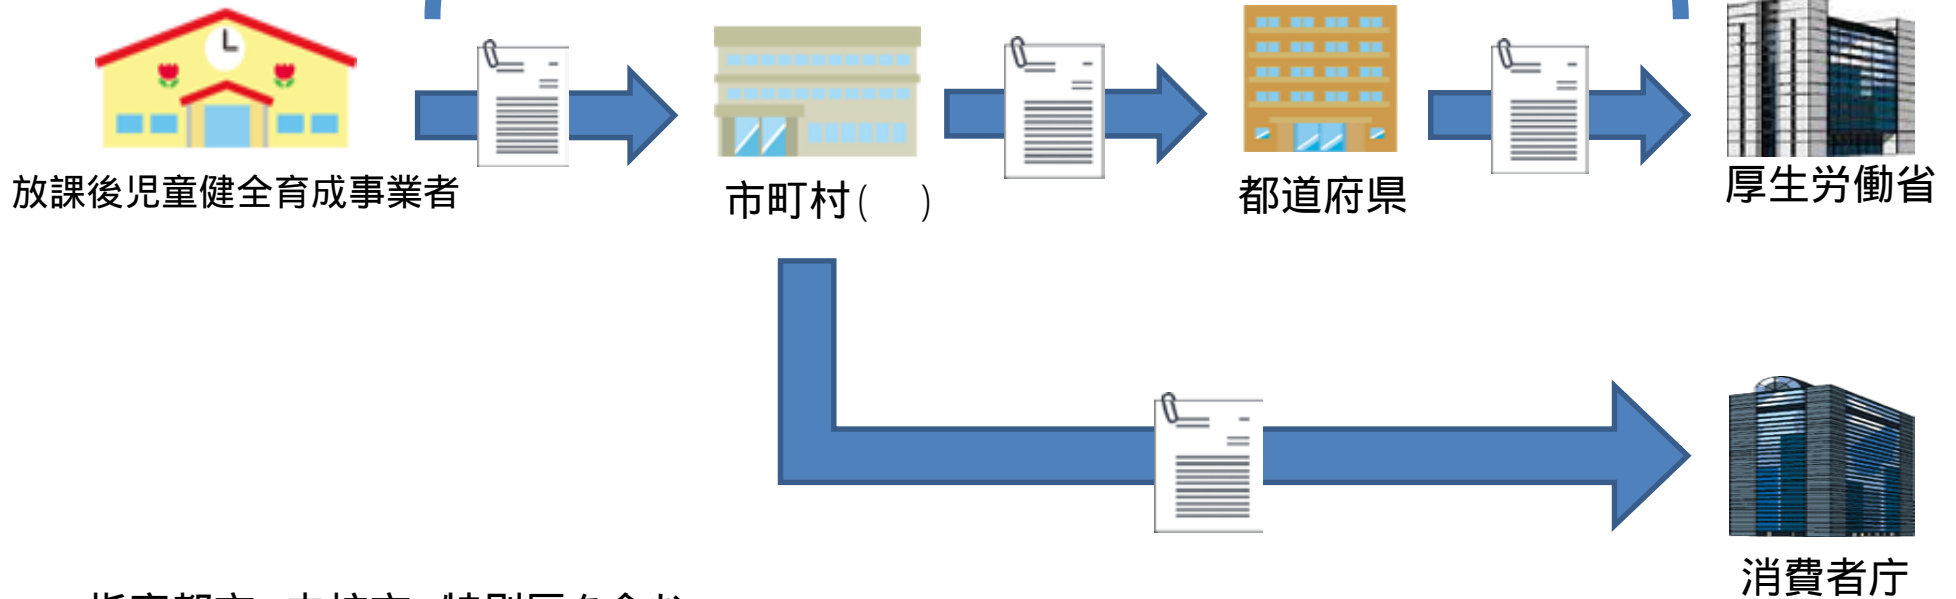 放課後児童健全育成事業者
市町村(　)
都道府県
厚生労働省
消費者庁